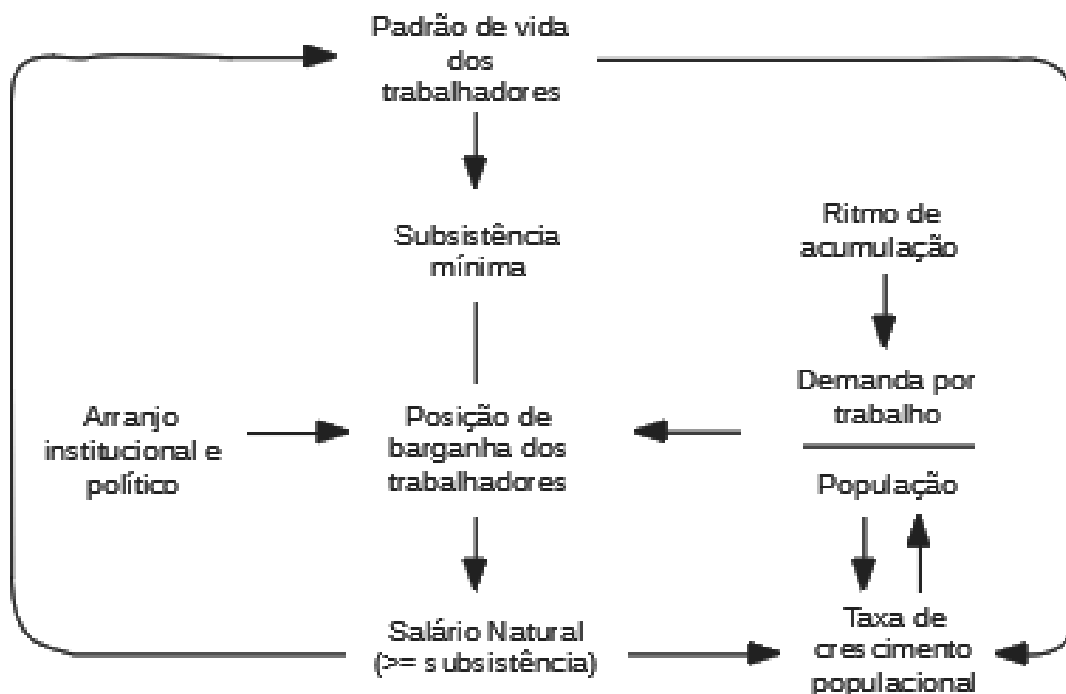 Padrão de vida
dos
trabalhadores
Subsistência
mínima
Ritmo de
acumulação
Demanda por
trabalho
População
Arranjo
institucional e
político
Posição de
barganha dos
trabalhadores
Salário Natural
(>= subsistência)
Taxa de
crescimento
populacional